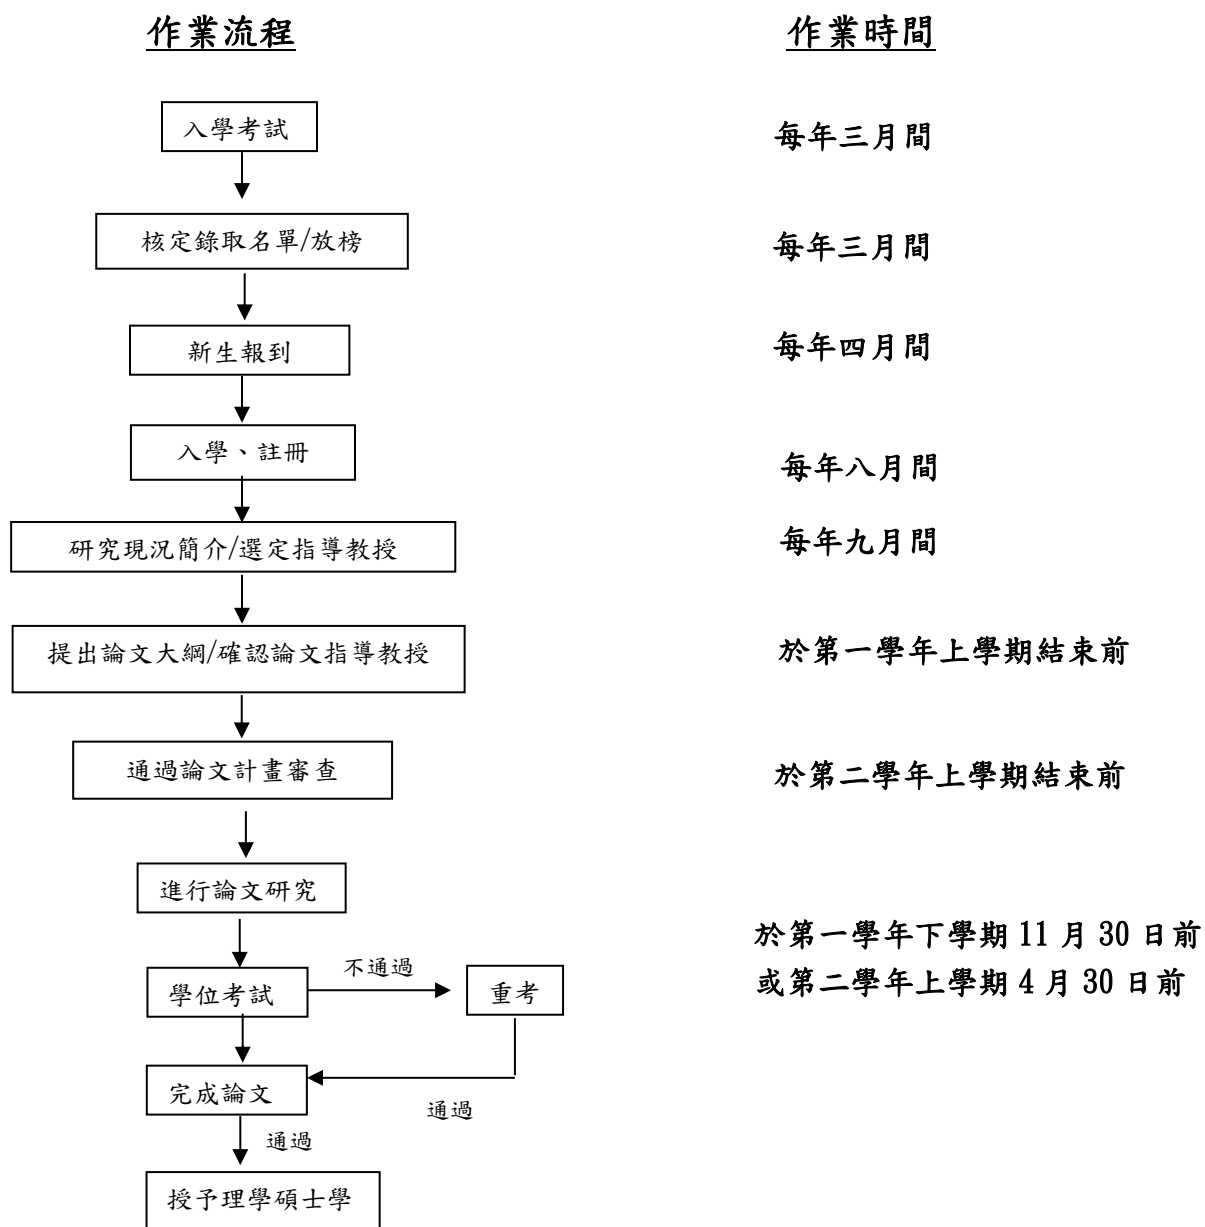 作業流程 作業時間
入學考試 每年三月間
核定錄取名單/放榜 每年三月間
新生報到 每年四月間
入學、註冊 每年八月間
研究現況簡介/選定指導教授 每年九月間
提出論文大綱/確認論文指導教授 於第一學年上學期結束前
通過論文計畫審查 於第二學年上學期結束前
進行論文研究
於第一學年下學期 11 月 30 日前
不通過
學位考試 重考 或第二學年上學期 4 月 30 日前
完成論文
通過
通過
授予理學碩士學